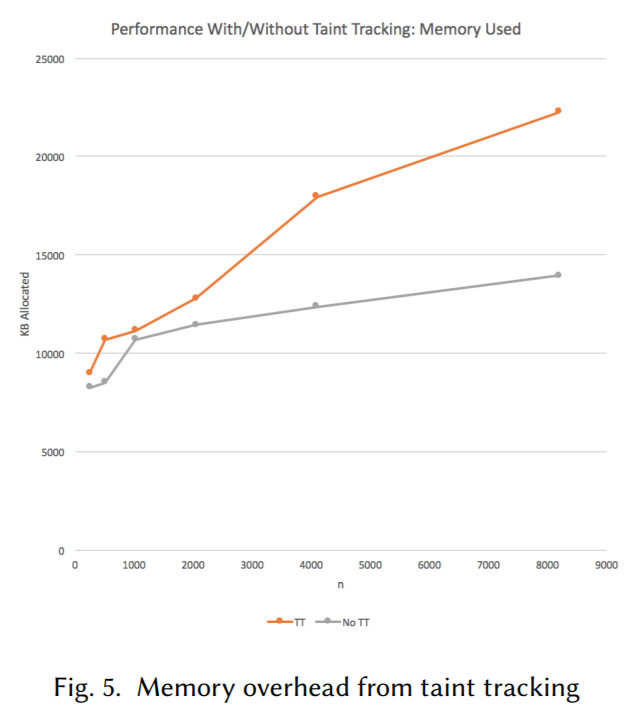 Performance With/Without Taint Tracking: Memory Used
25000
20000
15000
10000
5000
0
KB Allocated
0 1000 2000 3000 4000 5000 6000 7000 8000 9000
n
TT No TT
Fig. 5. Memory overhead from taint tracking